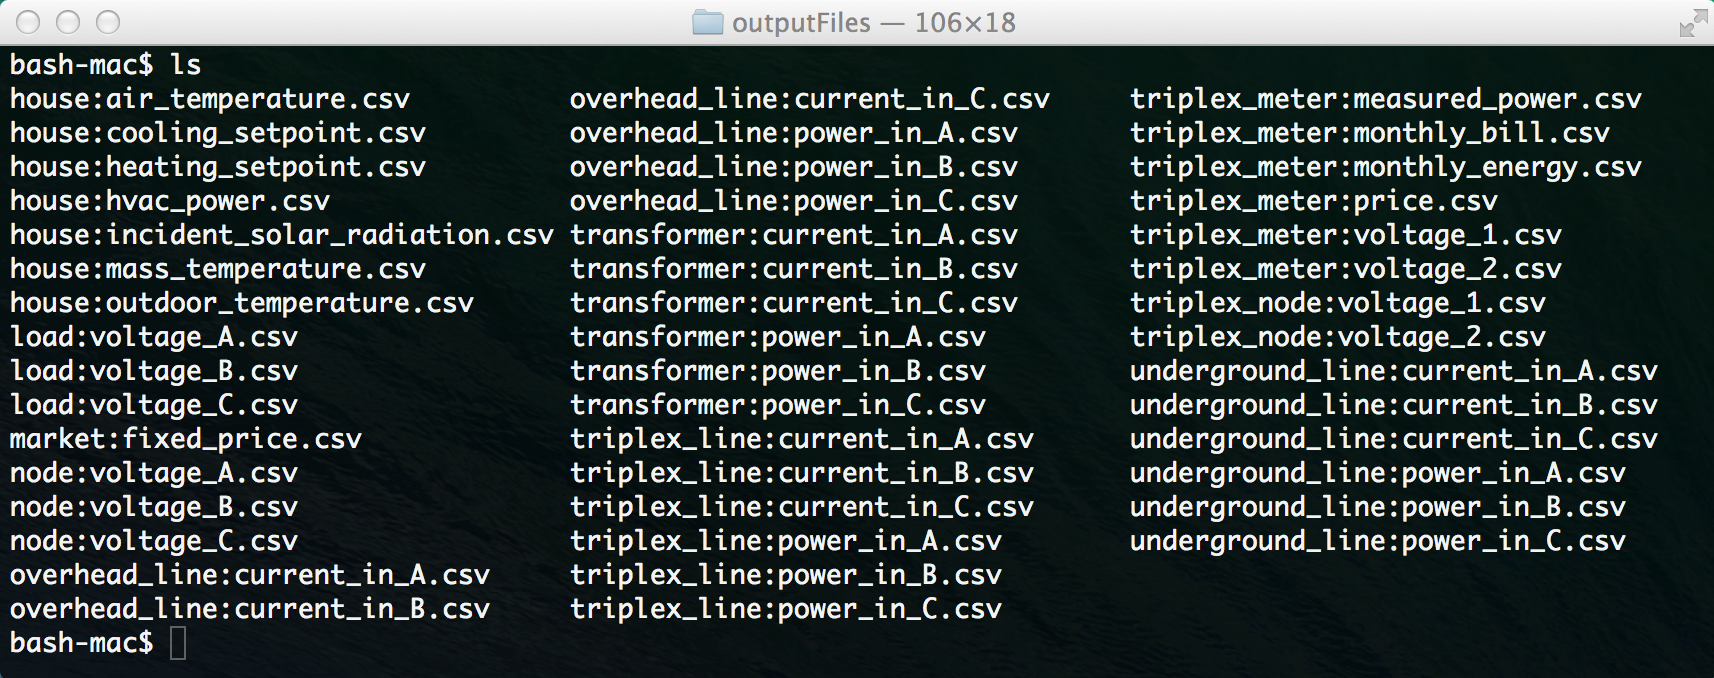 outputFiles — 106×18
bash-mac$ ls
house:air_temperature.csv overhead_line:current_in_C.csv triplex_meter:measured_power.csv
house:cooling_setpoint.csv overhead_line:power_in_A.csv triplex_meter:monthly_bill.csv
house:heating_setpoint.csv overhead_line:power_in_B.csv triplex_meter:monthly_energy.csv
house:hvac_power.csv overhead_line:power_in_C.csv triplex_meter:price.csv
house:incident_solar_radiation.csv transformer:current_in_A.csv triplex_meter:voltage_1.csv
house:mass_temperature.csv transformer:current_in_B.csv triplex_meter:voltage_2.csv
house:outdoor_temperature.csv transformer:current_in_C.csv triplex_node:voltage_1.csv
load:voltage_A.csv transformer:power_in_A.csv triplex_node:voltage_2.csv
load:voltage_B.csv transformer:power_in_B.csv underground_line:current_in_A.csv
load:voltage_C.csv transformer:power_in_C.csv underground_line:current_in_B.csv
market:fixed_price.csv triplex_line:current_in_A.csv underground_line:current_in_C.csv
node:voltage_A.csv triplex_line:current_in_B.csv underground_line:power_in_A.csv
node:voltage_B.csv triplex_line:current_in_C.csv underground_line:power_in_B.csv
node:voltage_C.csv triplex_line:power_in_A.csv underground_line:power_in_C.csv
overhead_line:current_in_A.csv triplex_line:power_in_B.csv
overhead_line:current_in_B.csv triplex_line:power_in_C.csv
bash-mac$